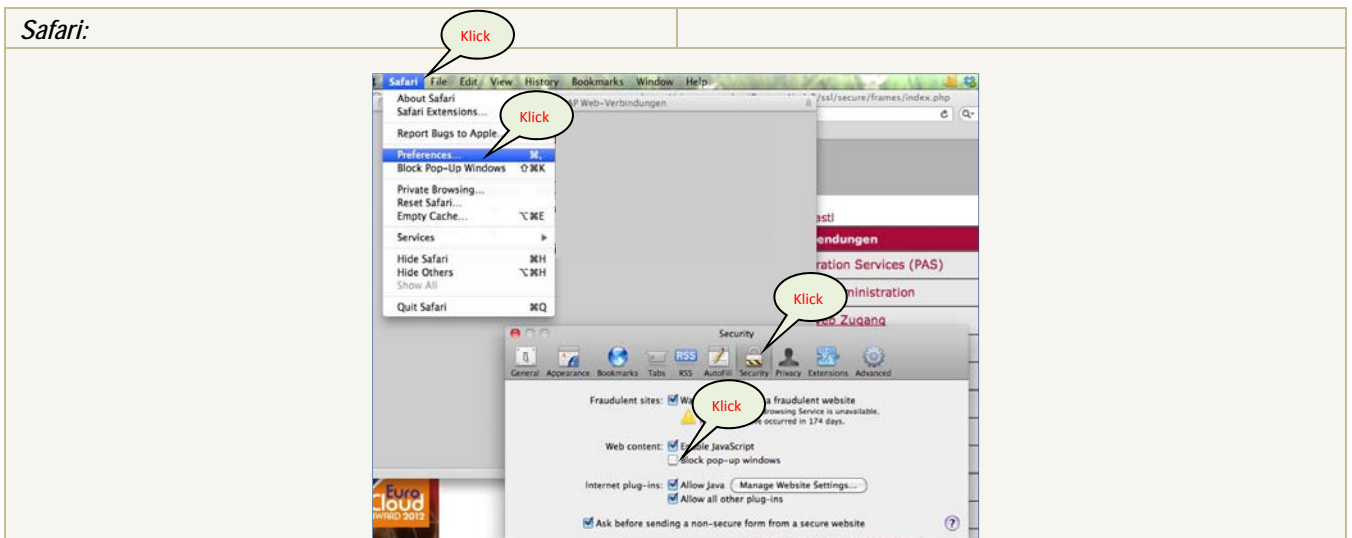 Safari:
Klick
Safari File Edit View History Bookmarks Window Help
About Safari
Safari Extensions...
Klick
Report Bugs to Apple...
Preferences... ⌘,
Block Pop-Up Windows ⇧⌘K
Private Browsing...
Reset Safari...
Empty Cache... ⌥⌘E
Services
Hide Safari ⌘H
Hide Others ⌥⌘H
Show All
Quit Safari ⌘Q
AP Web-Verbindungen
/ssl/secure/frames/index.php
astl
endungen
ration Services (PAS)
ministration
Zugang
Klick
Security
General Appearance Bookmarks Tabs RSS AutoFill Security Privacy Extensions Advanced
RSS
Klick
Fraudulent sites: a fraudulent website
rowsing Service is unavailable.
e occurred in 174 days.
Web content: Enable JavaScript
Block pop-up windows
Internet plug-ins: Allow Java Manage Website Settings...
Allow all other plug-ins
Ask before sending a non-secure form from a secure website ?
Euro
Cloud
AWARD 2012